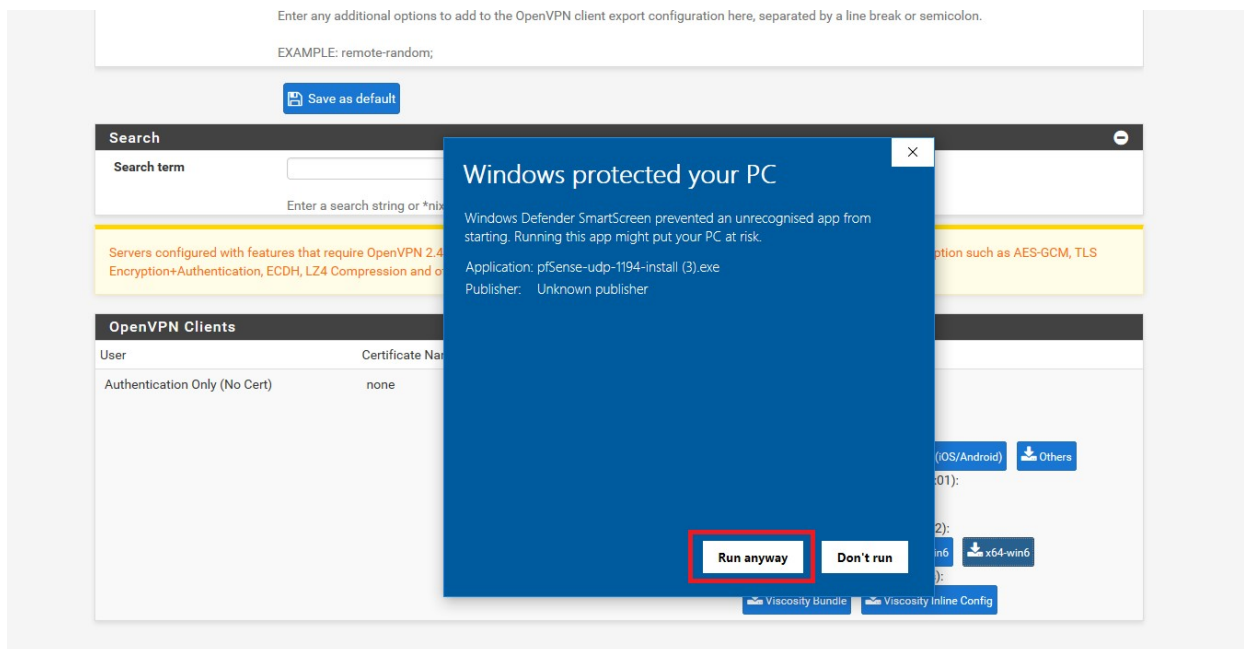 Enter any additional options to add to the OpenVPN client export configuration here, separated by a line break or semicolon.
EXAMPLE: remote-random;
Save as default
Search
Search term
Enter a search string or *nix
Windows protected your PC
Windows Defender SmartScreen prevented an unrecognised app from
starting. Running this app might put your PC at risk.
Application: pfSense-udp-1194-install (3).exe
Publisher: Unknown publisher
Run anyway
Don't run
Servers configured with features that require OpenVPN 2.4
ption such as AES-GCM, TLS
Encryption+Authentication, ECDH, LZ4 Compression and o
OpenVPN Clients
User
Certificate Nar
Authentication Only (No Cert)
none
(iOS/Android)
Others
:01):
2):
in6
x64-win6
):
Viscosity Bundle
Viscosity Inline Config